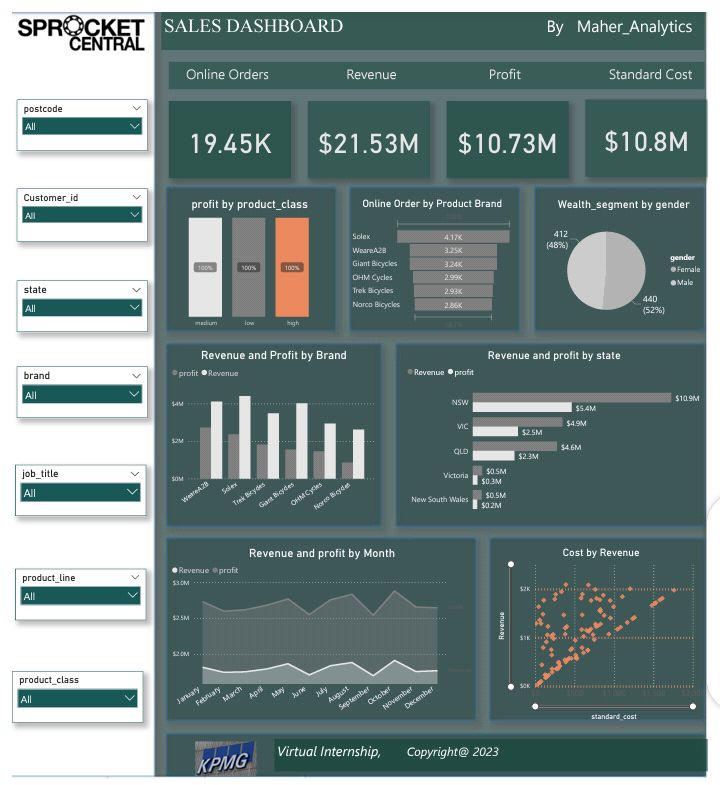 SPROCKET
CENTRAL
SALES DASHBOARD
By Maher_Analytics
Online Orders
Revenue
Profit
Standard Cost
19.45K
$21.53M
$10.73M
$10.8M
postcode
All
Customer_id
All
state
All
brand
All
job_title
All
product_line
All
product_class
All
profit by product_class
100%
100%
100%
medium
low
high
Online Order by Product Brand
Solex
4.17K
WeareA2B
3.25K
Giant Bicycles
3.24K
OHM Cycles
2.99K
Trek Bicycles
2.93K
Norco Bicycles
2.86K
Wealth_segment by gender
412
(48%)
440
(52%)
gender
Female
Male
Revenue and Profit by Brand
profit
Revenue
$4M
$2M
$0M
WeareA2B
Solex
Trek Bicycles
Giant Bicycles
OHM Cycles
Norco Bicycles
Revenue and profit by state
Revenue
profit
NSW
$10.9M
$5.4M
VIC
$4.9M
$2.5M
QLD
$4.6M
$2.3M
Victoria
$0.5M
$0.3M
New South Wales
$0.5M
$0.2M
Revenue and profit by Month
Revenue
profit
$3.0M
$2.5M
$2.0M
January
February
March
April
May
June
July
August
September
October
November
December
Cost by Revenue
Revenue
$2K
$1K
$0K
standard_cost
KPMG
Virtual Internship,
Copyright@ 2023